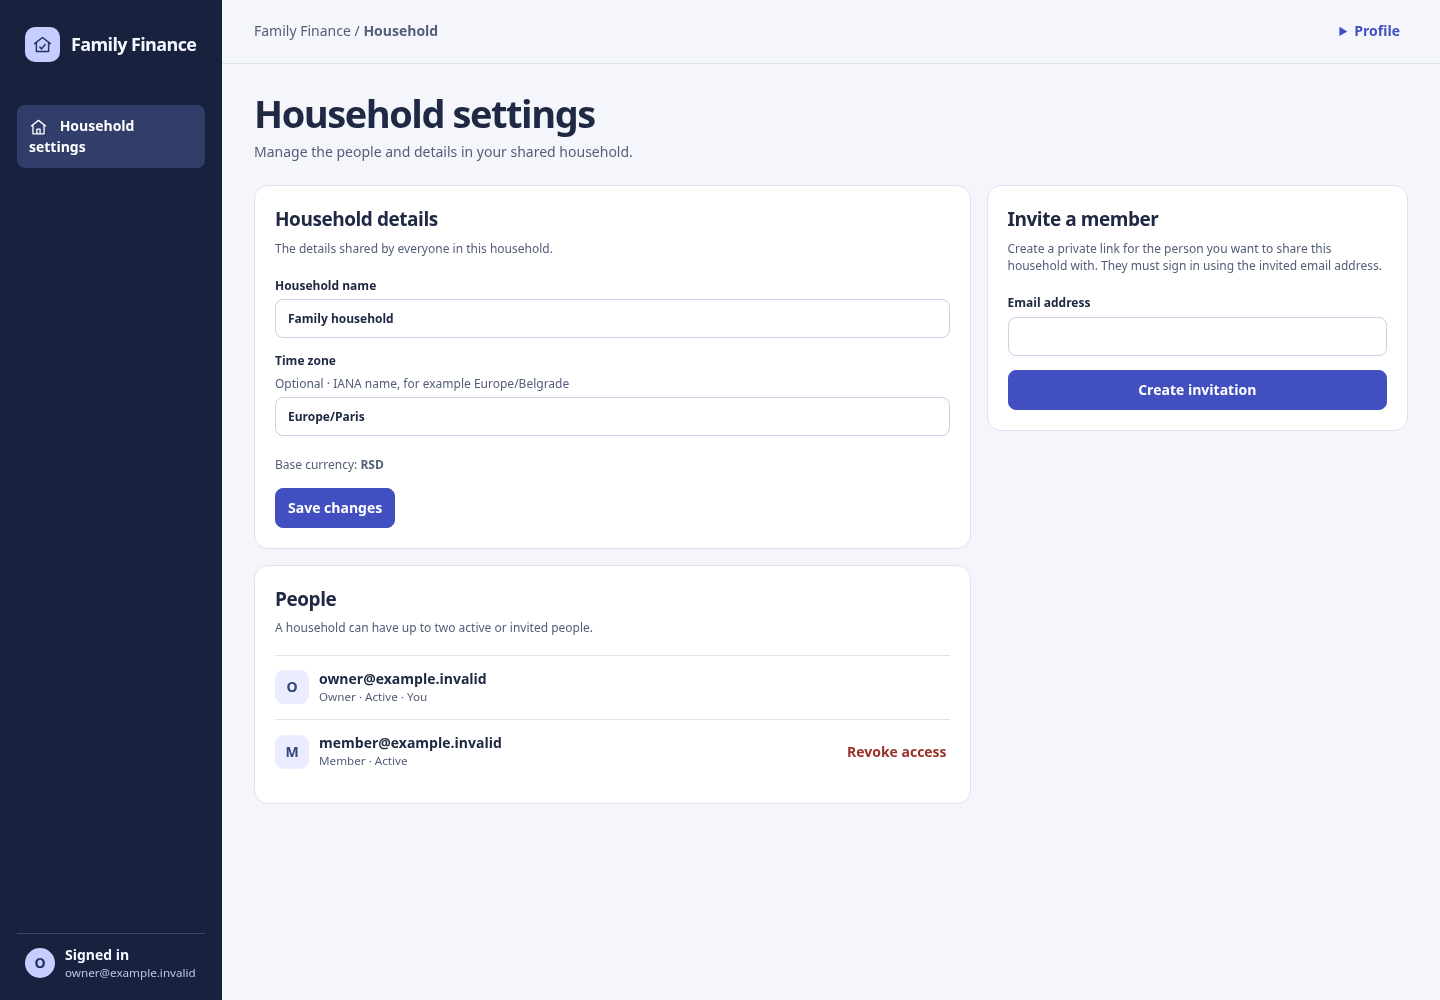 Family Finance
Household
settings
Signed in
O
owner@example.invalid
Family Finance / Household
Profile
Household settings
Manage the people and details in your shared household.
Household details
The details shared by everyone in this household.
Household name
Family household
Time zone
Optional · IANA name, for example Europe/Belgrade
Europe/Paris
Base currency: RSD
Save changes
People
A household can have up to two active or invited people.
O
owner@example.invalid
Owner · Active · You
M
member@example.invalid
Member · Active
Revoke access
Invite a member
Create a private link for the person you want to share this
household with. They must sign in using the invited email address.
Email address
Create invitation